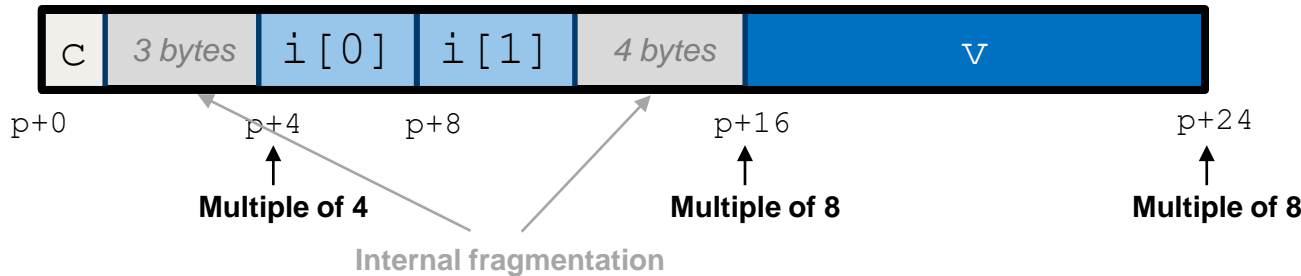 c 3 bytes i[0] i[1] 4 bytes v
p+0 p+4 p+8 p+16 p+24
Multiple of 4 Multiple of 8 Multiple of 8
Internal fragmentation